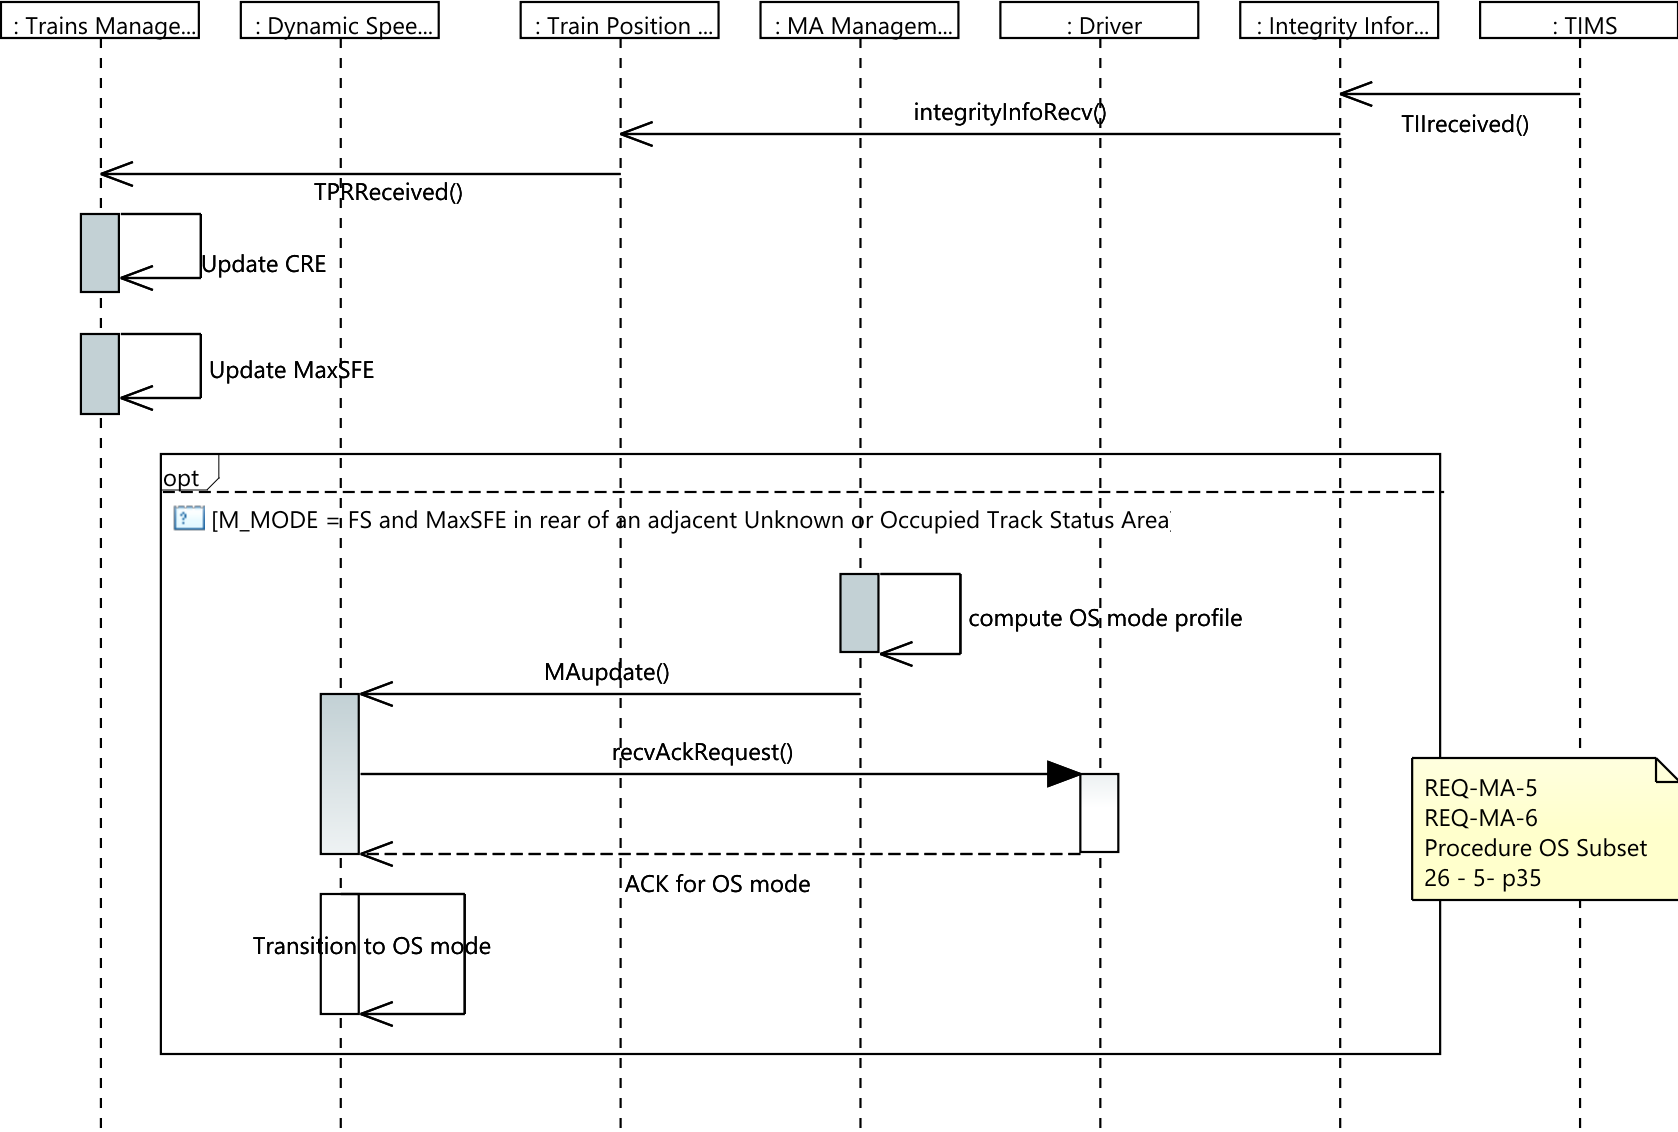 : Trains Manage...
: Dynamic Spee...
: Train Position ...
: MA Managem...
: Driver
: Integrity Infor...
: TIMS
integrityInfoRecv()
TIIreceived()
TPRReceived()
Update CRE
Update MaxSFE
opt
[M_MODE = FS and MaxSFE in rear of an adjacent Unknown or Occupied Track Status Area]
compute OS mode profile
MAupdate()
recvAckRequest()
REQ-MA-5
REQ-MA-6
Procedure OS Subset
26 - 5- p35
ACK for OS mode
Transition to OS mode